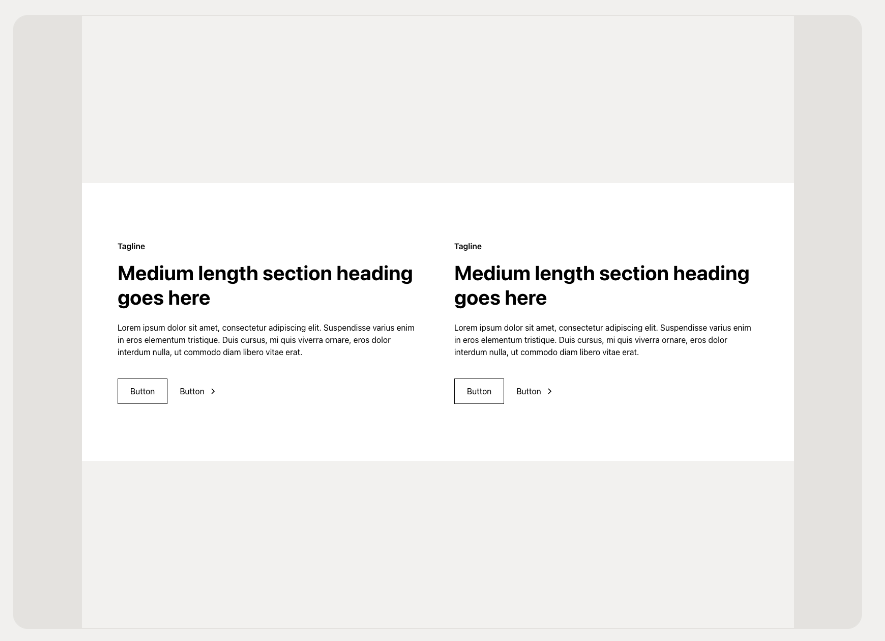 Tagline
Medium length section heading
goes here
Lorem ipsum dolor sit amet, consectetur adipiscing elit. Suspendisse varius enim
in eros elementum tristique. Duis cursus, mi quis viverra ornare, eros dolor
interdum nulla, ut commodo diam libero vitae erat.
Button
Button
Tagline
Medium length section heading
goes here
Lorem ipsum dolor sit amet, consectetur adipiscing elit. Suspendisse varius enim
in eros elementum tristique. Duis cursus, mi quis viverra ornare, eros dolor
interdum nulla, ut commodo diam libero vitae erat.
Button
Button